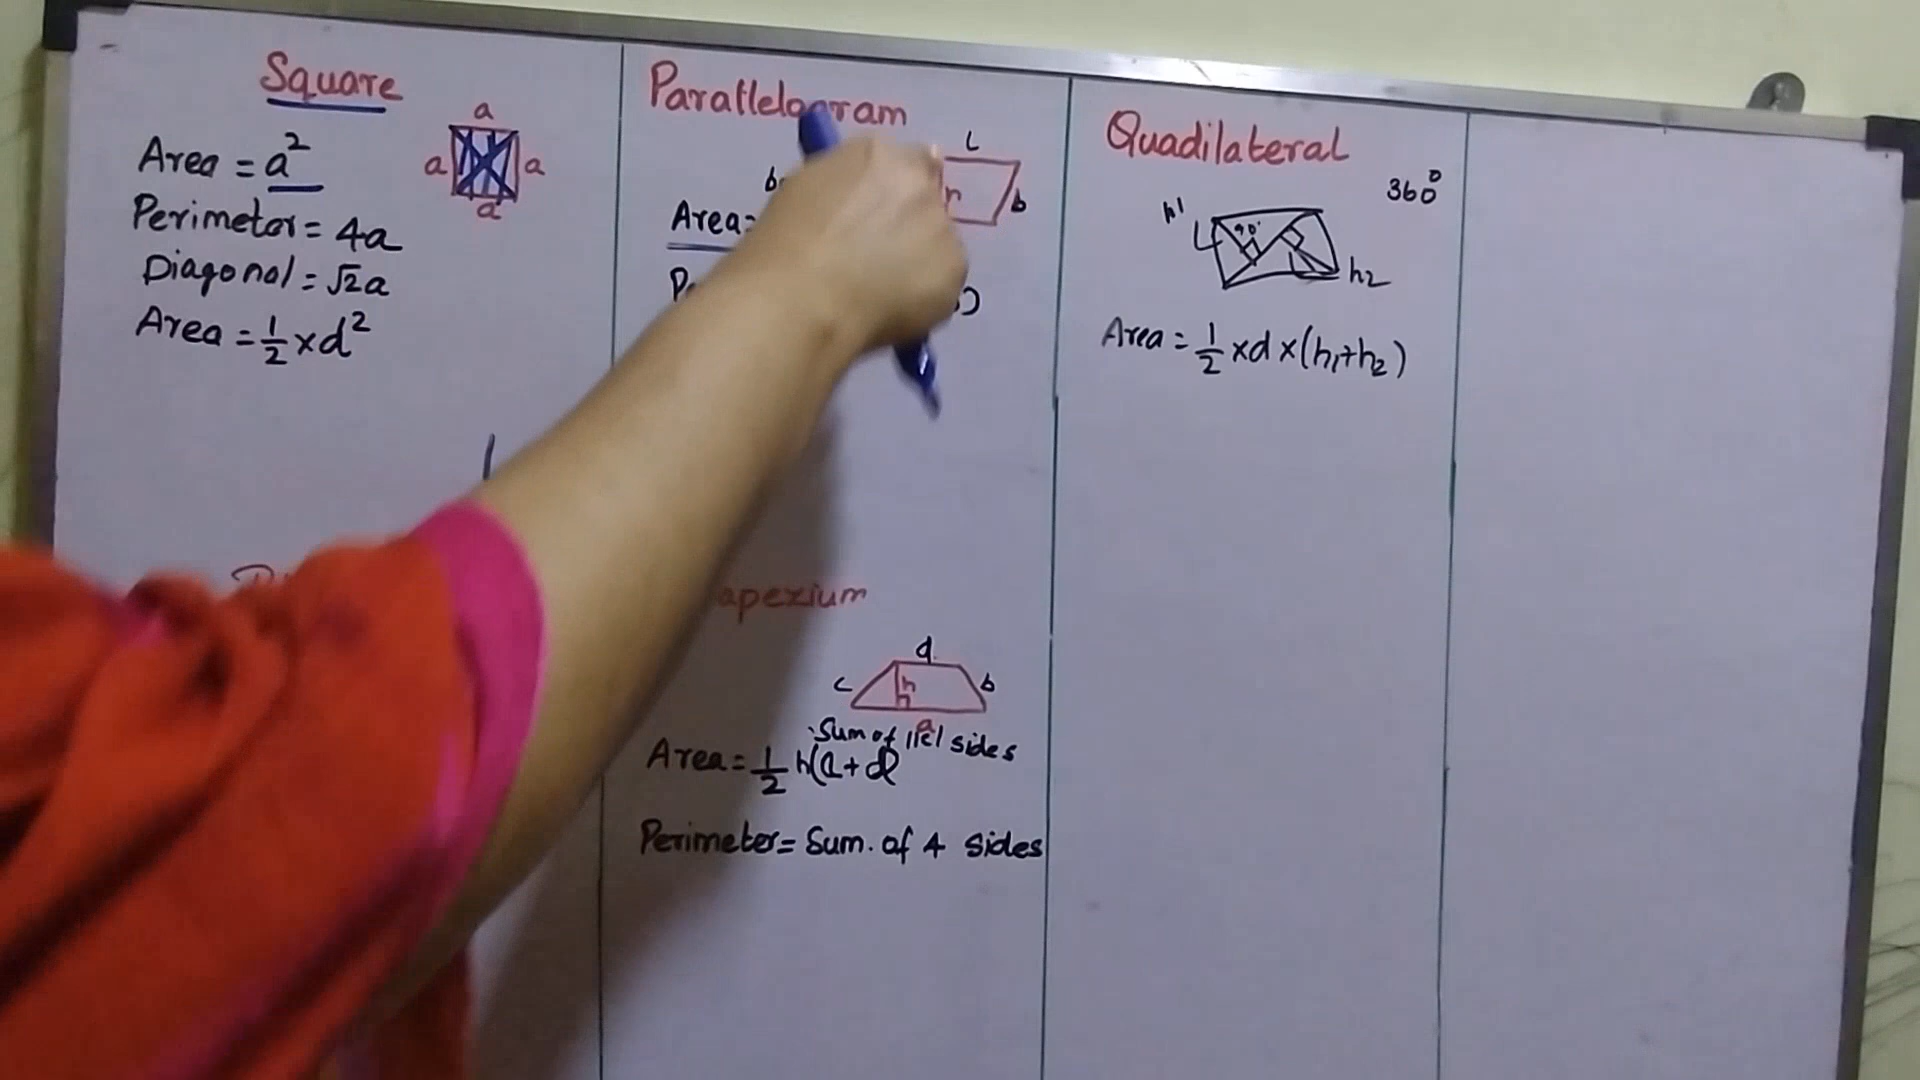 Square
a
a
a
a
Area = a²
Perimeter = 4a
Diagonal = √2a
Area = 1/2 × d²
Parallelogram
L
b
h
b
Area =
Quadilateral
360°
h1
90°
h2
Area = 1/2 × d × (h₁+h₂)
apezium
d
c
h
b
a
Sum of ||el sides
Area = 1/2 h(a+d)
Perimeter = Sum. of 4 sides